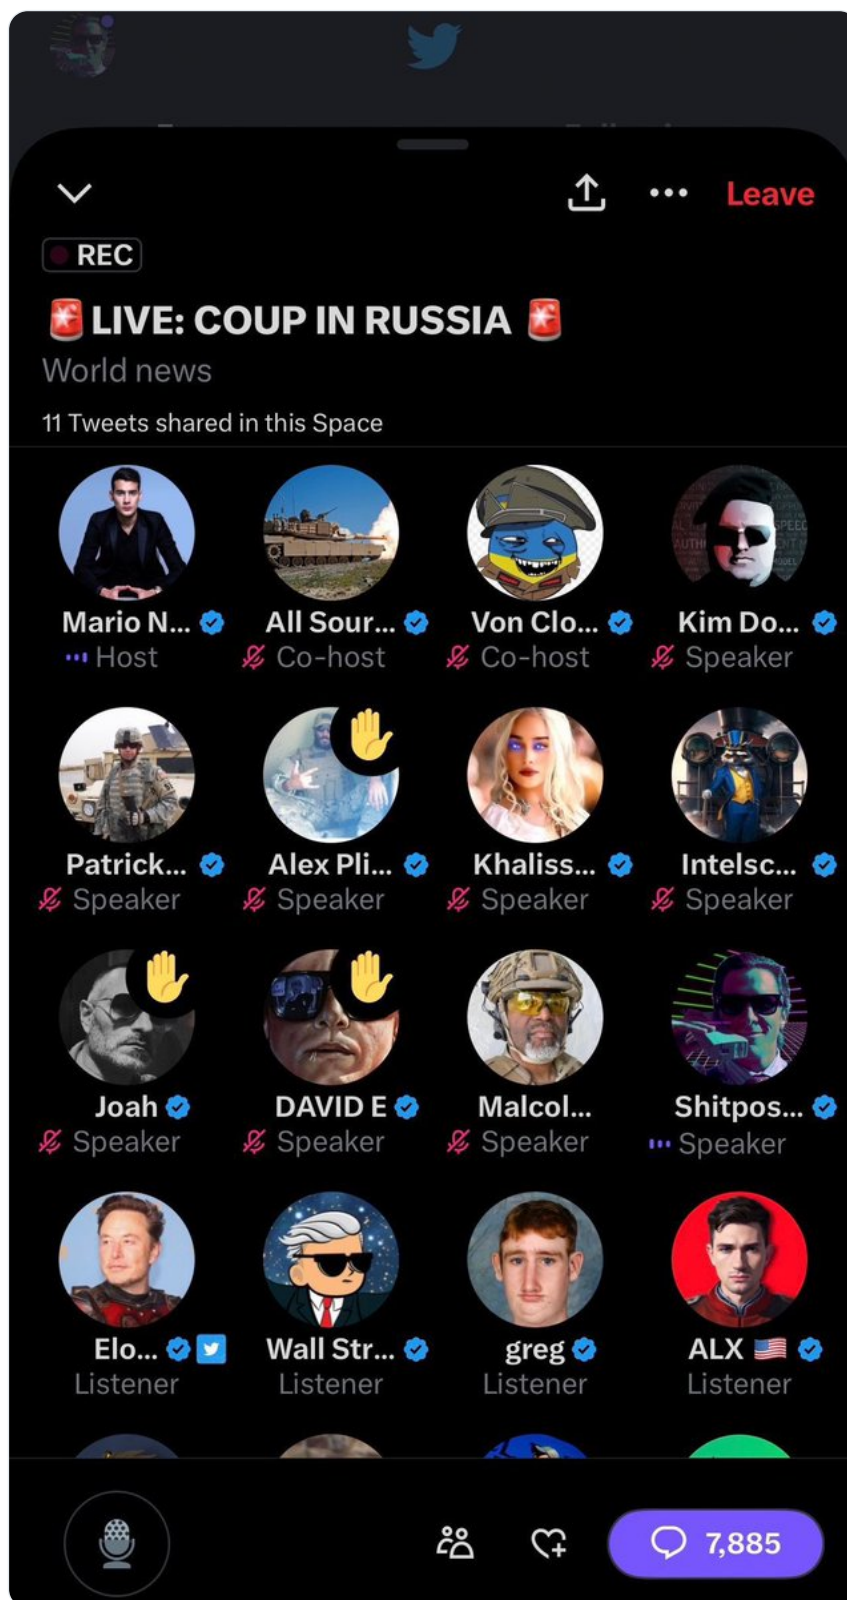 Leave
REC
🚨 LIVE: COUP IN RUSSIA 🚨
World news
11 Tweets shared in this Space
Mario N... All Sour... Von Clo... Kim Do...
Host Co-host Co-host Speaker
Patrick... Alex Pli... Khaliss... Intelsc...
Speaker Speaker Speaker Speaker
Joah DAVID E Malcol... Shitpos...
Speaker Speaker Speaker Speaker
Elo... Wall Str... greg ALX 🇺🇸
Listener Listener Listener Listener
7,885